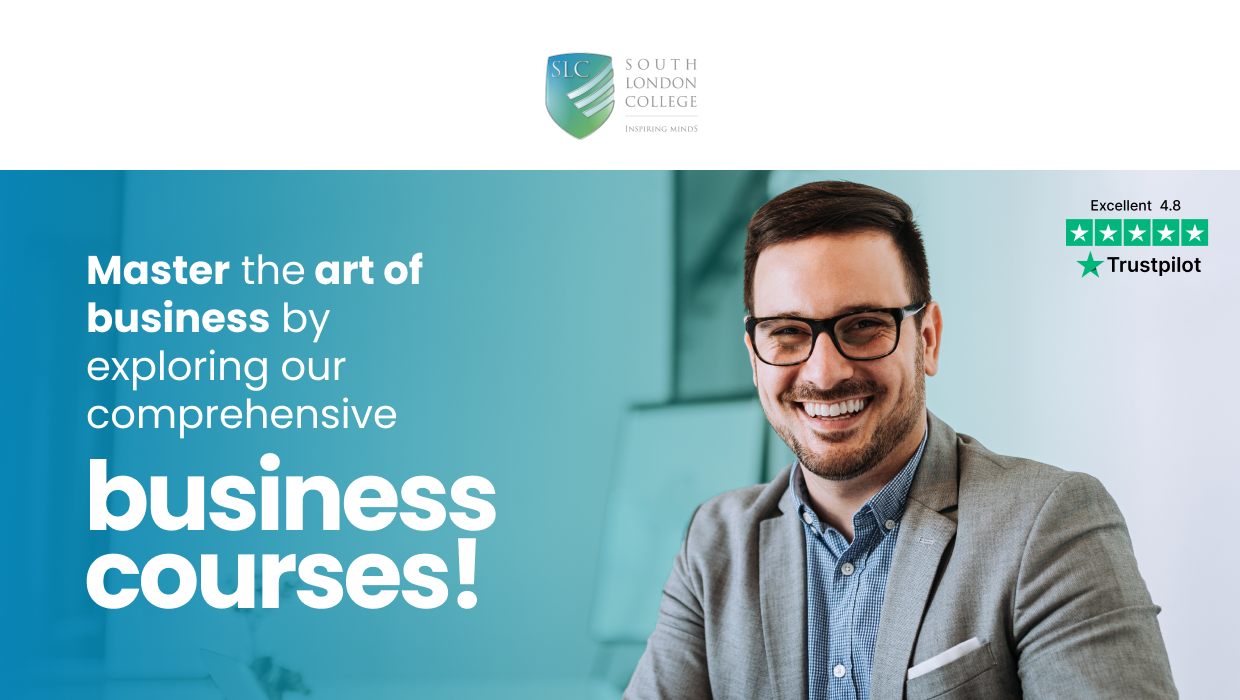 SLC
SOUTH
LONDON
COLLEGE
INSPIRING MINDS
Excellent 4.8
Trustpilot
Master the art of
business by
exploring our
comprehensive
business
courses!